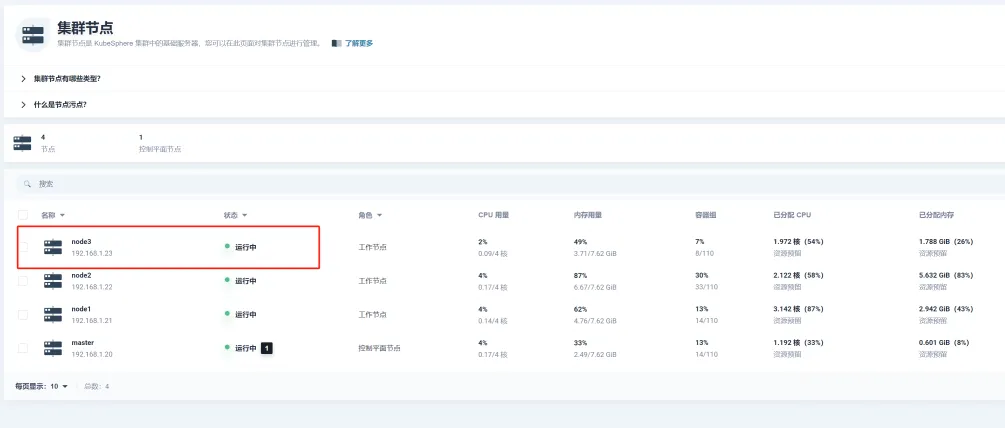 集群节点
集群节点是 KubeSphere 集群中的基础服务器，您可以在此页面对集群节点进行管理。 了解更多
集群节点有哪些类型?
什么是节点污点?
4 1
节点 控制平面节点
搜索
名称 状态 角色 CPU 用量 内存用量 容器组 已分配 CPU 已分配内存
node3 运行中 工作节点 2% 49% 7% 1.972 核（54%） 1.788 GiB（26%）
192.168.1.23 0.09/4 核 3.71/7.62 GiB 8/110 资源预留 资源预留
node2 运行中 工作节点 4% 87% 30% 2.122 核（58%） 5.632 GiB（83%）
192.168.1.22 0.17/4 核 6.67/7.62 GiB 33/110 资源预留 资源预留
node1 运行中 工作节点 4% 62% 13% 3.142 核（87%） 2.942 GiB（43%）
192.168.1.21 0.14/4 核 4.76/7.62 GiB 14/110 资源预留 资源预留
master 运行中 1 控制平面节点 4% 33% 13% 1.192 核（33%） 0.601 GiB（8%）
192.168.1.20 0.17/4 核 2.49/7.62 GiB 14/110 资源预留 资源预留
每页显示：10 总数：4